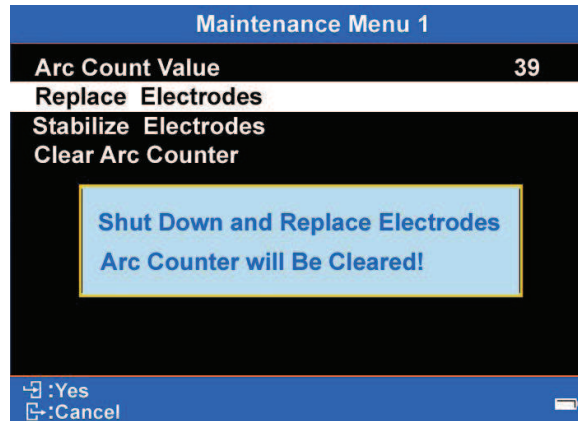 Maintenance Menu 1
Arc Count Value 39
Replace Electrodes
Stabilize Electrodes
Clear Arc Counter
Shut Down and Replace Electrodes
Arc Counter will Be Cleared!
:Yes
:Cancel